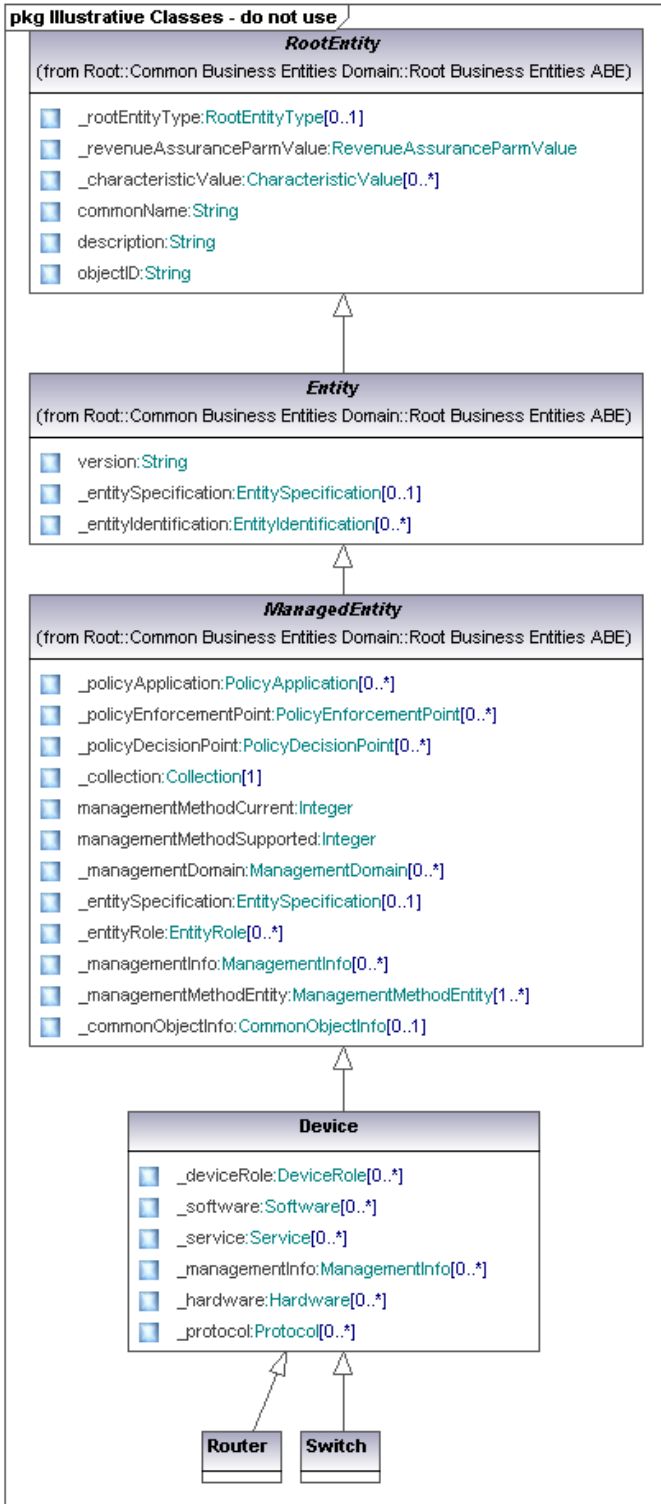 pkg Illustrative Classes - do not use
RootEntity
(from Root::Common Business Entities Domain::Root Business Entities ABE)
_rootEntityType:RootEntityType[0..1]
_revenueAssuranceParmValue:RevenueAssuranceParmValue
_characteristicValue:CharacteristicValue[0..*]
commonName:String
description:String
objectID:String
Entity
(from Root::Common Business Entities Domain::Root Business Entities ABE)
version:String
_entitySpecification:EntitySpecification[0..1]
_entityIdentification:EntityIdentification[0..*]
ManagedEntity
(from Root::Common Business Entities Domain::Root Business Entities ABE)
_policyApplication:PolicyApplication[0..*]
_policyEnforcementPoint:PolicyEnforcementPoint[0..*]
_policyDecisionPoint:PolicyDecisionPoint[0..*]
_collection:Collection[1]
managementMethodCurrent:Integer
managementMethodSupported:Integer
_managementDomain:ManagementDomain[0..*]
_entitySpecification:EntitySpecification[0..1]
_entityRole:EntityRole[0..*]
_managementInfo:ManagementInfo[0..*]
_managementMethodEntity:ManagementMethodEntity[1..*]
_commonObjectInfo:CommonObjectInfo[0..1]
Device
_deviceRole:DeviceRole[0..*]
_software:Software[0..*]
_service:Service[0..*]
_managementInfo:ManagementInfo[0..*]
_hardware:Hardware[0..*]
_protocol:Protocol[0..*]
Router
Switch